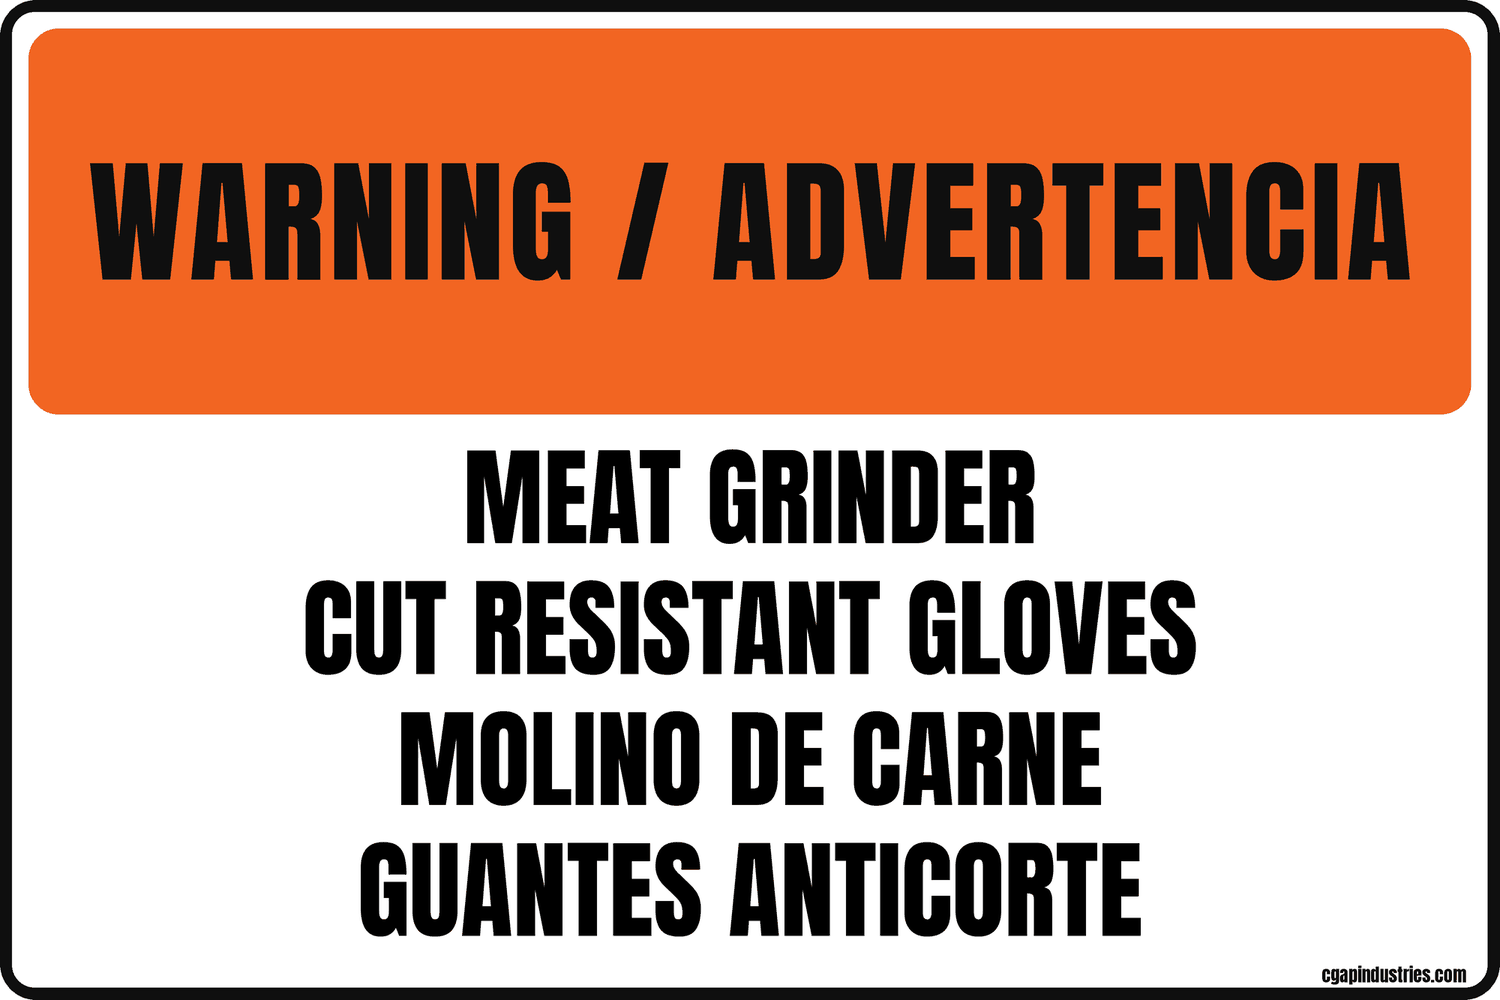 WARNING / ADVERTENCIA
MEAT GRINDER
CUT RESISTANT GLOVES
MOLINO DE CARNE
GUANTES ANTICORTE
cgapindustries.com